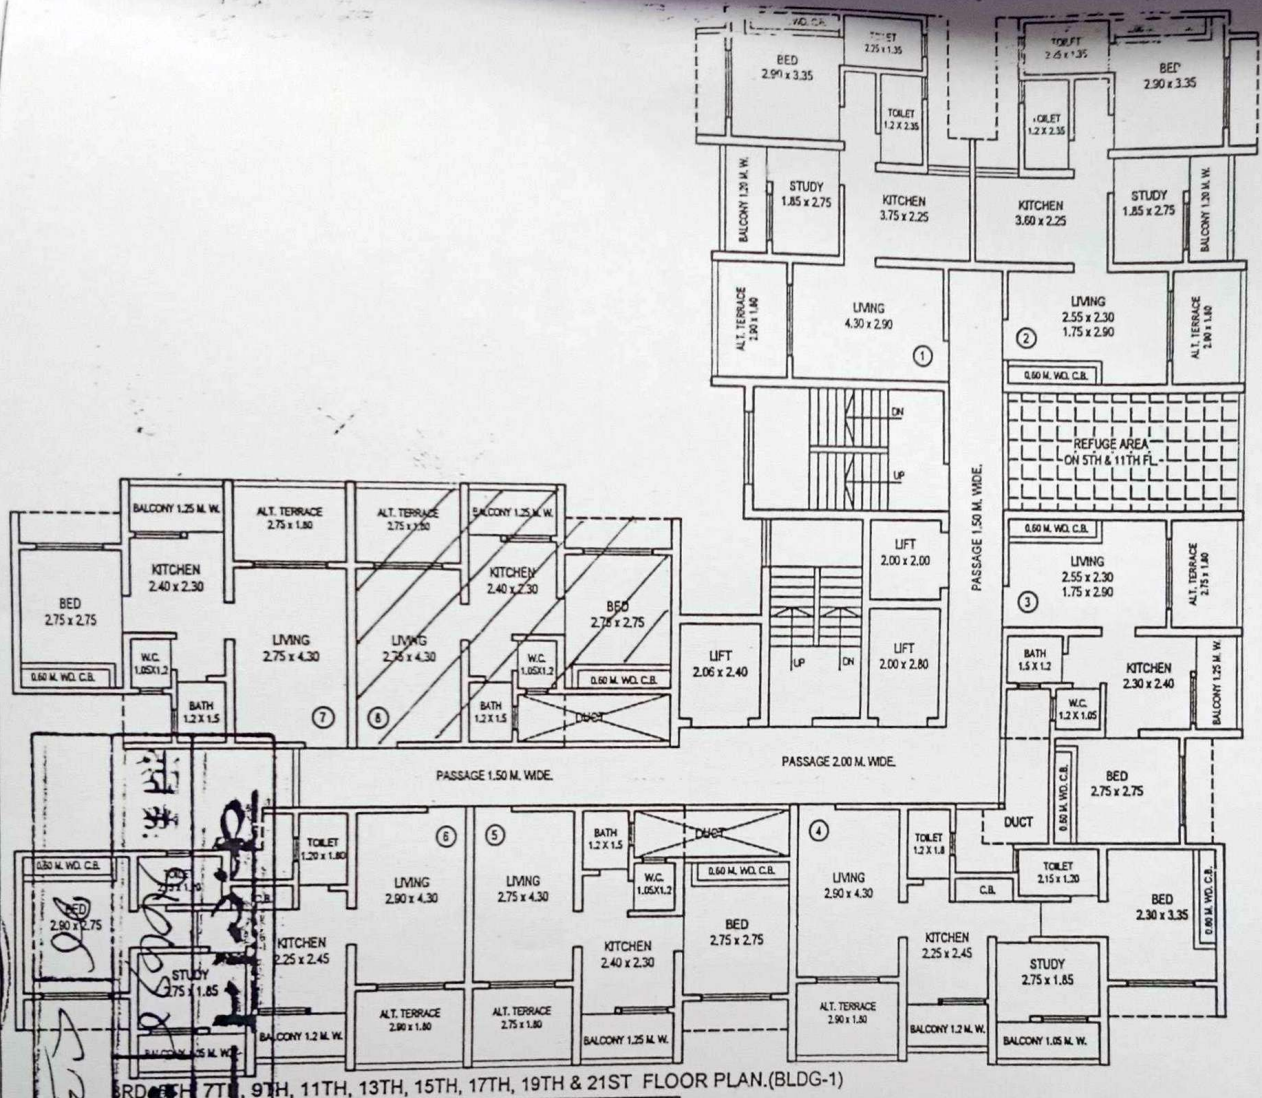 WD. C.B.
BED
2.90 x 3.35
TOILET
2.25 x 1.35
TOILET
1.2 X 2.35
TOILET
2.25 x 1.35
BED
2.90 x 3.35
TOILET
1.2 X 2.35
BALCONY 1.20 M. W.
STUDY
1.85 x 2.75
KITCHEN
3.75 x 2.25
KITCHEN
3.60 x 2.25
STUDY
1.85 x 2.75
BALCONY 1.20 M. W.
ALT. TERRACE
2.90 x 1.80
LIVING
4.30 x 2.90
1
LIVING
2.55 x 2.30
1.75 x 2.90
2
0.60 M. WD. C.B.
ALT. TERRACE
2.90 x 1.80
DN
UP
REFUGE AREA
ON 5TH & 11TH FL.
PASSAGE 1.50 M. WIDE.
LIFT
2.00 x 2.00
LIFT
2.00 x 2.80
LIFT
2.06 x 2.40
UP
DN
0.60 M. WD. C.B.
LIVING
2.55 x 2.30
1.75 x 2.90
3
ALT. TERRACE
2.75 x 1.80
BATH
1.5 X 1.2
W.C.
1.2 X 1.05
KITCHEN
2.30 x 2.40
BALCONY 1.25 M. W.
0.60 M. WD. C.B.
BED
2.75 x 2.75
DUCT
BALCONY 1.25 M. W.
ALT. TERRACE
2.75 x 1.80
ALT. TERRACE
2.75 x 1.80
BALCONY 1.25 M. W.
KITCHEN
2.40 x 2.30
KITCHEN
2.40 x 2.30
BED
2.75 x 2.75
LIVING
2.75 x 4.30
LIVING
2.75 x 4.30
BED
2.75 x 2.75
0.60 M. WD. C.B.
W.C.
1.05X1.2
BATH
1.2 X 1.5
7
8
BATH
1.2 X 1.5
W.C.
1.05X1.2
0.60 M. WD. C.B.
DUCT
PASSAGE 1.50 M. WIDE.
PASSAGE 2.00 M. WIDE.
TOILET
1.20 x 1.80
6
5
BATH
1.2 X 1.5
DUCT
4
TOILET
1.2 X 1.8
0.60 M. WD. C.B.
BED
2.90 x 2.75
LIVING
2.90 x 4.30
LIVING
2.75 x 4.30
W.C.
1.05X1.2
0.60 M. WD. C.B.
LIVING
2.90 x 4.30
C.B.
TOILET
2.15 x 1.20
BED
2.30 x 3.35
0.60 M. WD. C.B.
STUDY
2.75 x 1.85
KITCHEN
2.25 x 2.45
KITCHEN
2.40 x 2.30
BED
2.75 x 2.75
KITCHEN
2.25 x 2.45
STUDY
2.75 x 1.85
BALCONY 1.05 M. W.
BALCONY 1.2 M. W.
ALT. TERRACE
2.90 x 1.80
ALT. TERRACE
2.75 x 1.80
BALCONY 1.25 M. W.
ALT. TERRACE
2.90 x 1.80
BALCONY 1.2 M. W.
BALCONY 1.05 M. W.
3RD, 5TH, 7TH, 9TH, 11TH, 13TH, 15TH, 17TH, 19TH & 21ST FLOOR PLAN.(BLDG-1)